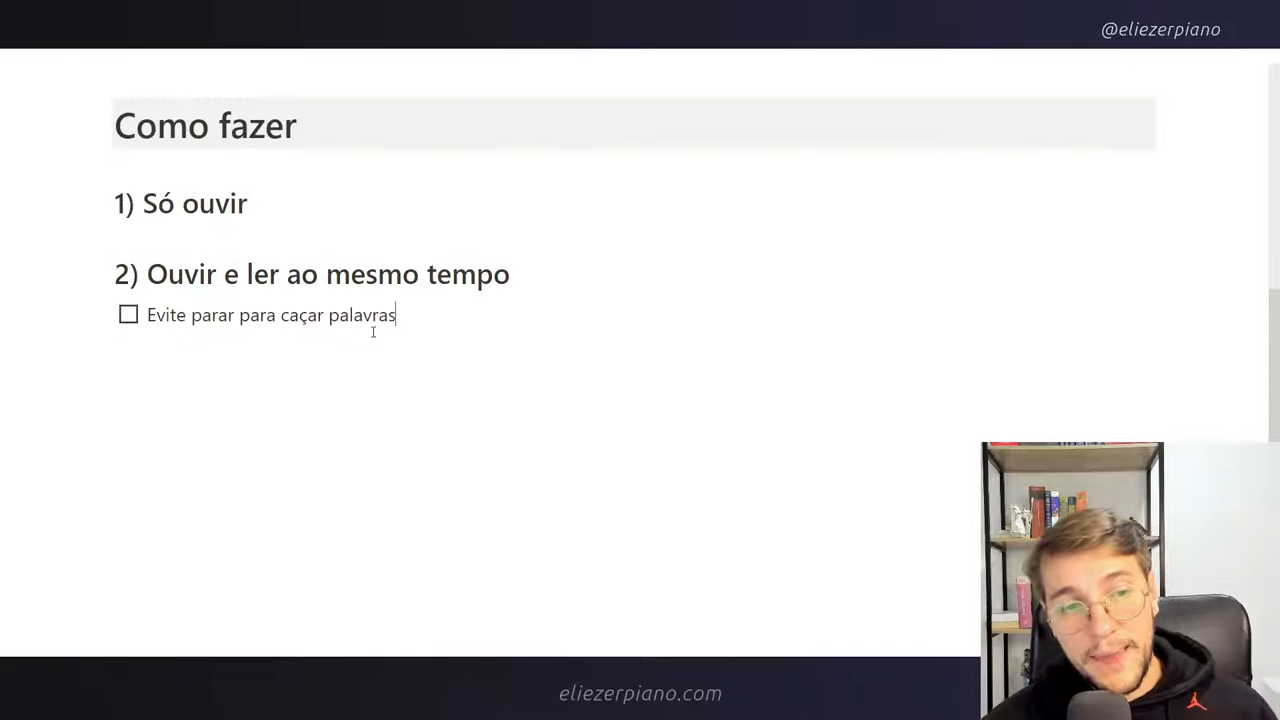 @eliezerpiano
Como fazer
1) Só ouvir
2) Ouvir e ler ao mesmo tempo
Evite parar para caçar palavras
eliezerpiano.com